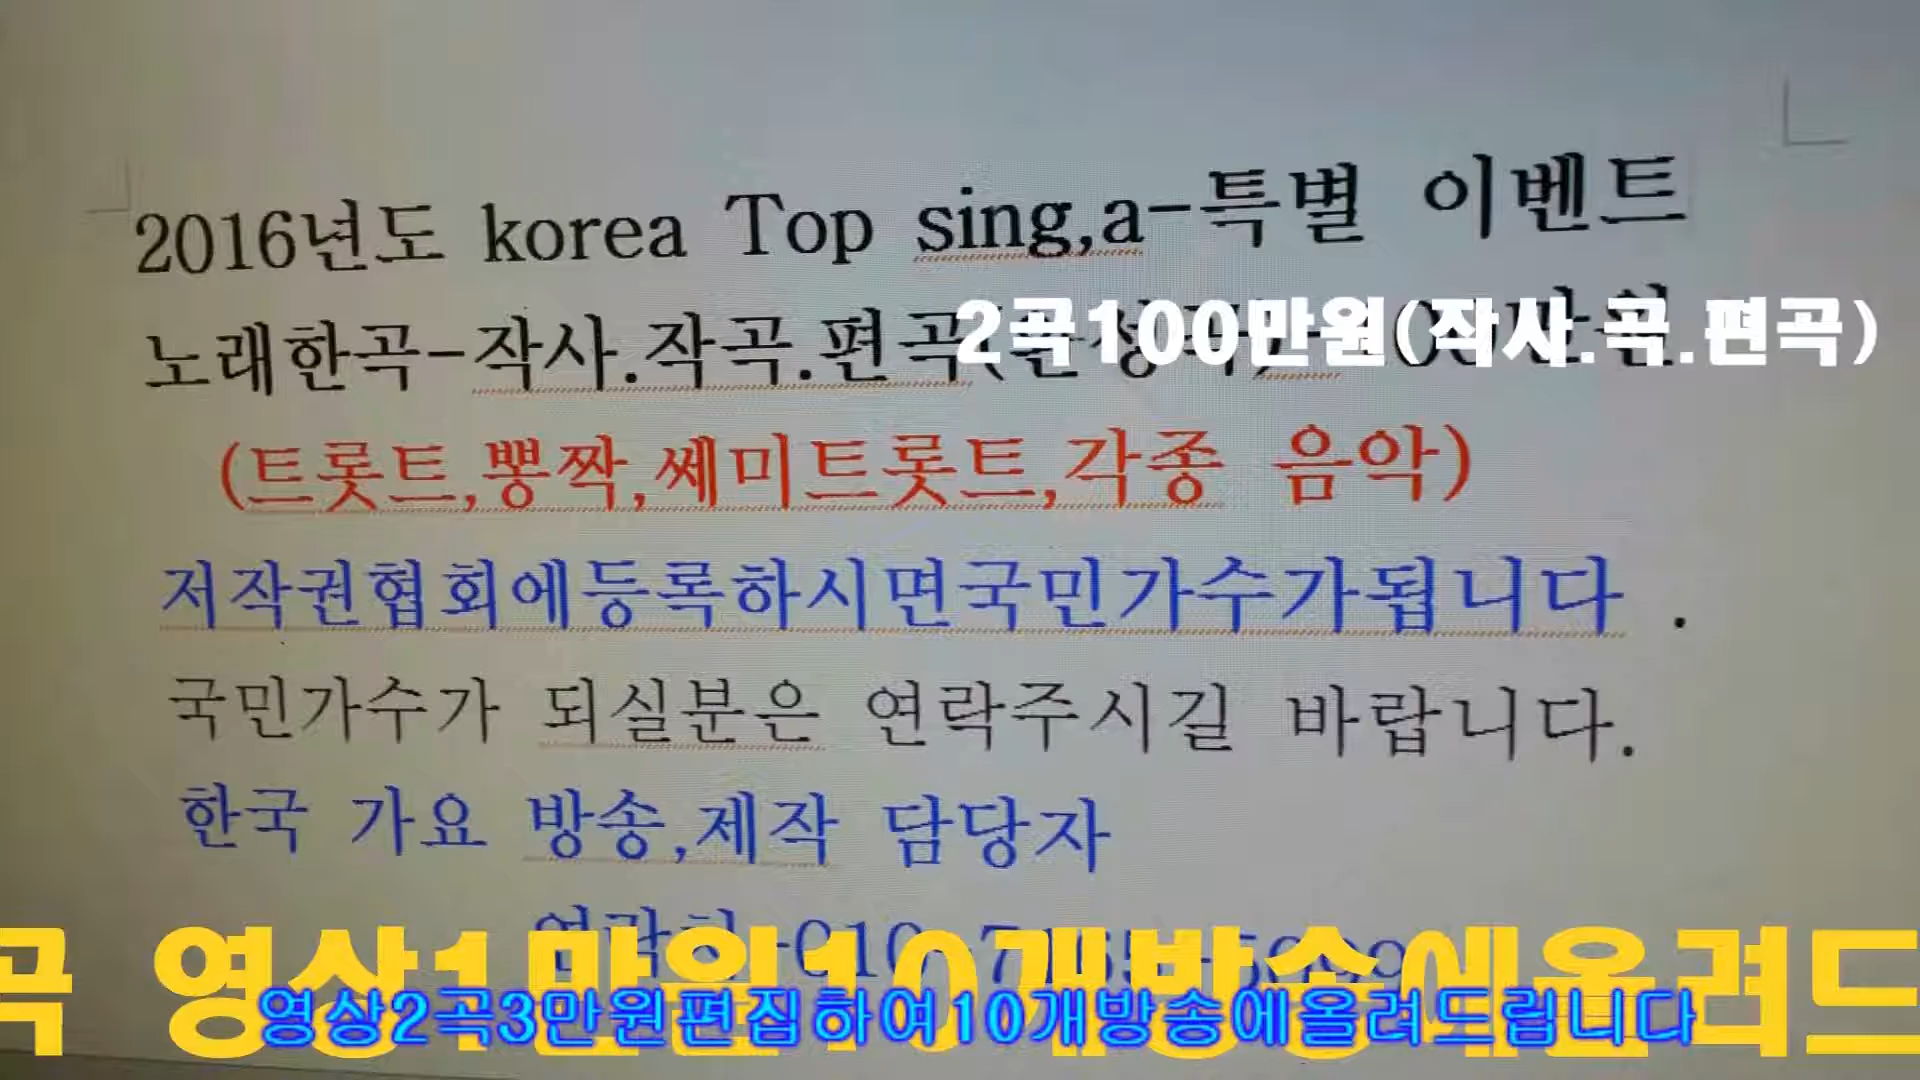 2016년도 korea Top sing,a-특별 이벤트
노래한곡-작사.작곡.편곡
2곡100만원(작사.곡.편곡)
(트롯트,뽕짝,쎄미트롯트,각종 음악)
저작권협회에등록하시면국민가수가됩니다 .
국민가수가 되실분은 연락주시길 바랍니다.
한국 가요 방송,제작 담당자
연락처-010-
곡 영상1만원10개방송에올려드
영상2곡3만원편집하여10개방송에올려드립니다